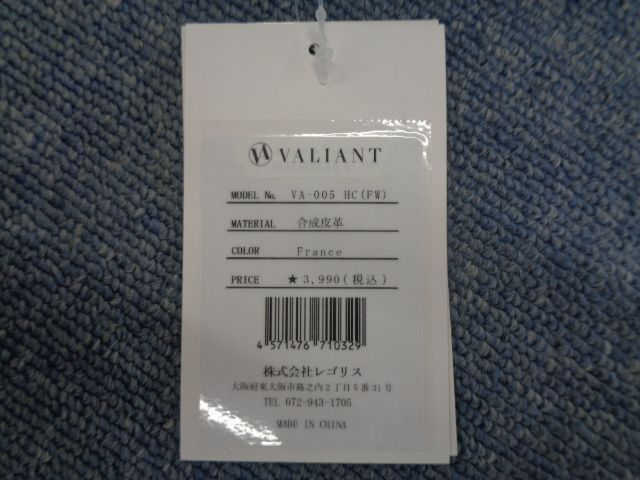 VA VALIANT
MODEL No. VA-005 HC(FW)
MATERIAL 合成皮革
COLOR France
PRICE ★3,990(税込)
4 571476 710329
株式会社レゴリス
大阪府東大阪市稲之内2丁目5番31号
TEL 072-943-1705
MADE IN CHINA